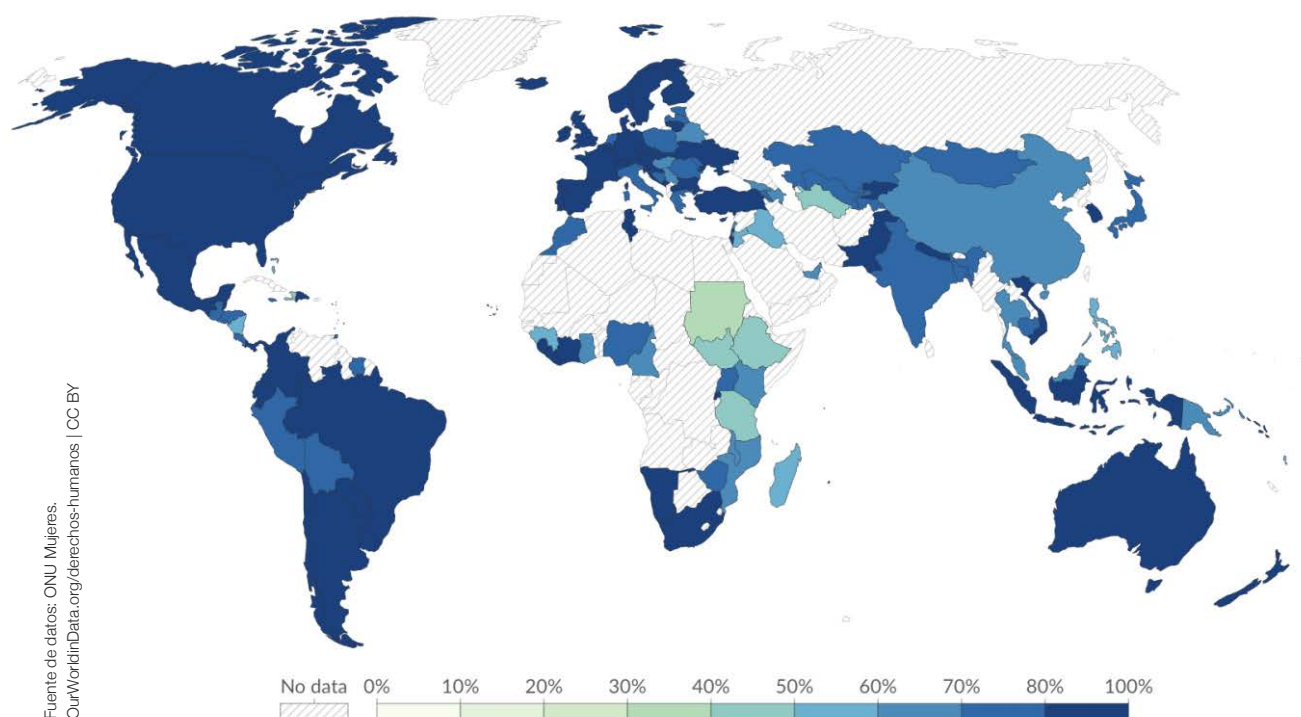 Fuente de datos: ONU Mujeres.
OurWorldinData.org/derechos-humanos | CC BY
No data 0% 10% 20% 30% 40% 50% 60% 70% 80% 100%